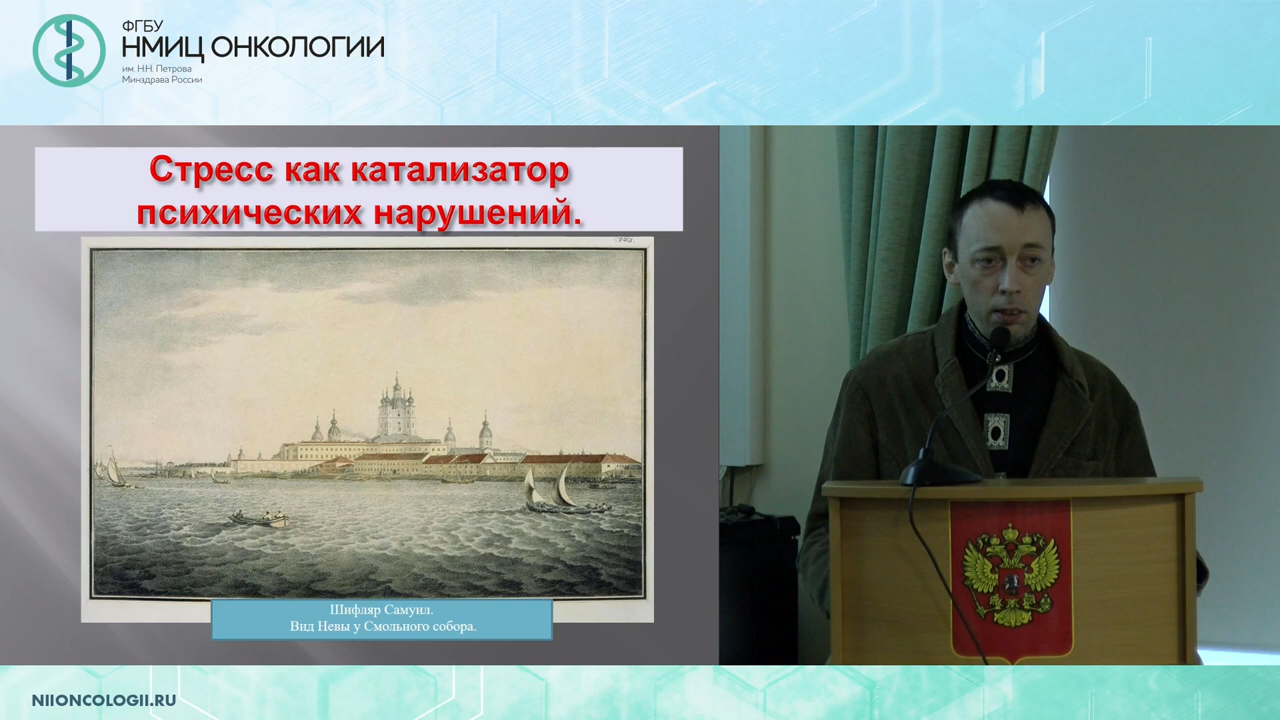 ФГБУ
НМИЦ ОНКОЛОГИИ
им. Н.Н. Петрова
Минздрава России
Стресс как катализатор
психических нарушений.
Шифляр Самуил.
Вид Невы у Смольного собора.
NIIONCOLOGII.RU